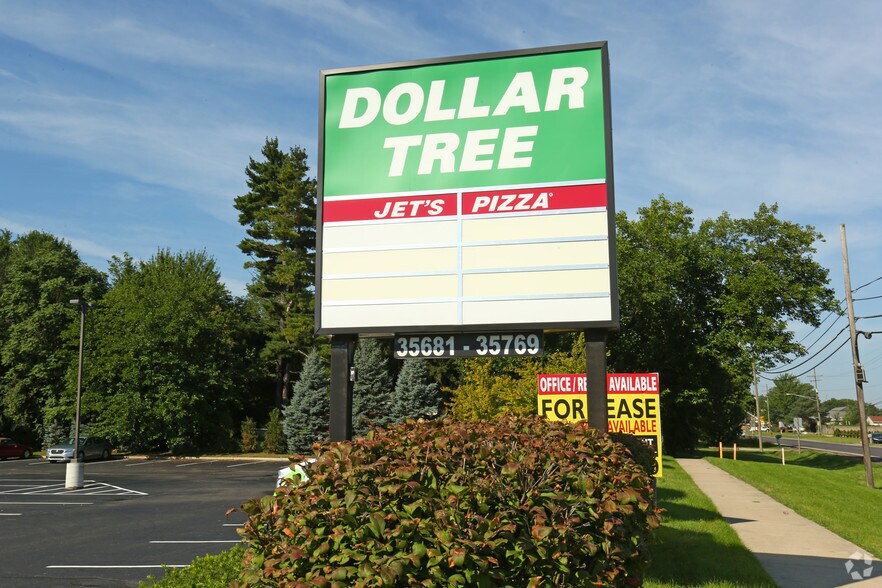 DOLLAR
TREE
JET'S PIZZA
35681 - 35769
OFFICE/RE AVAILABLE
FOR EASE
AVAILABLE